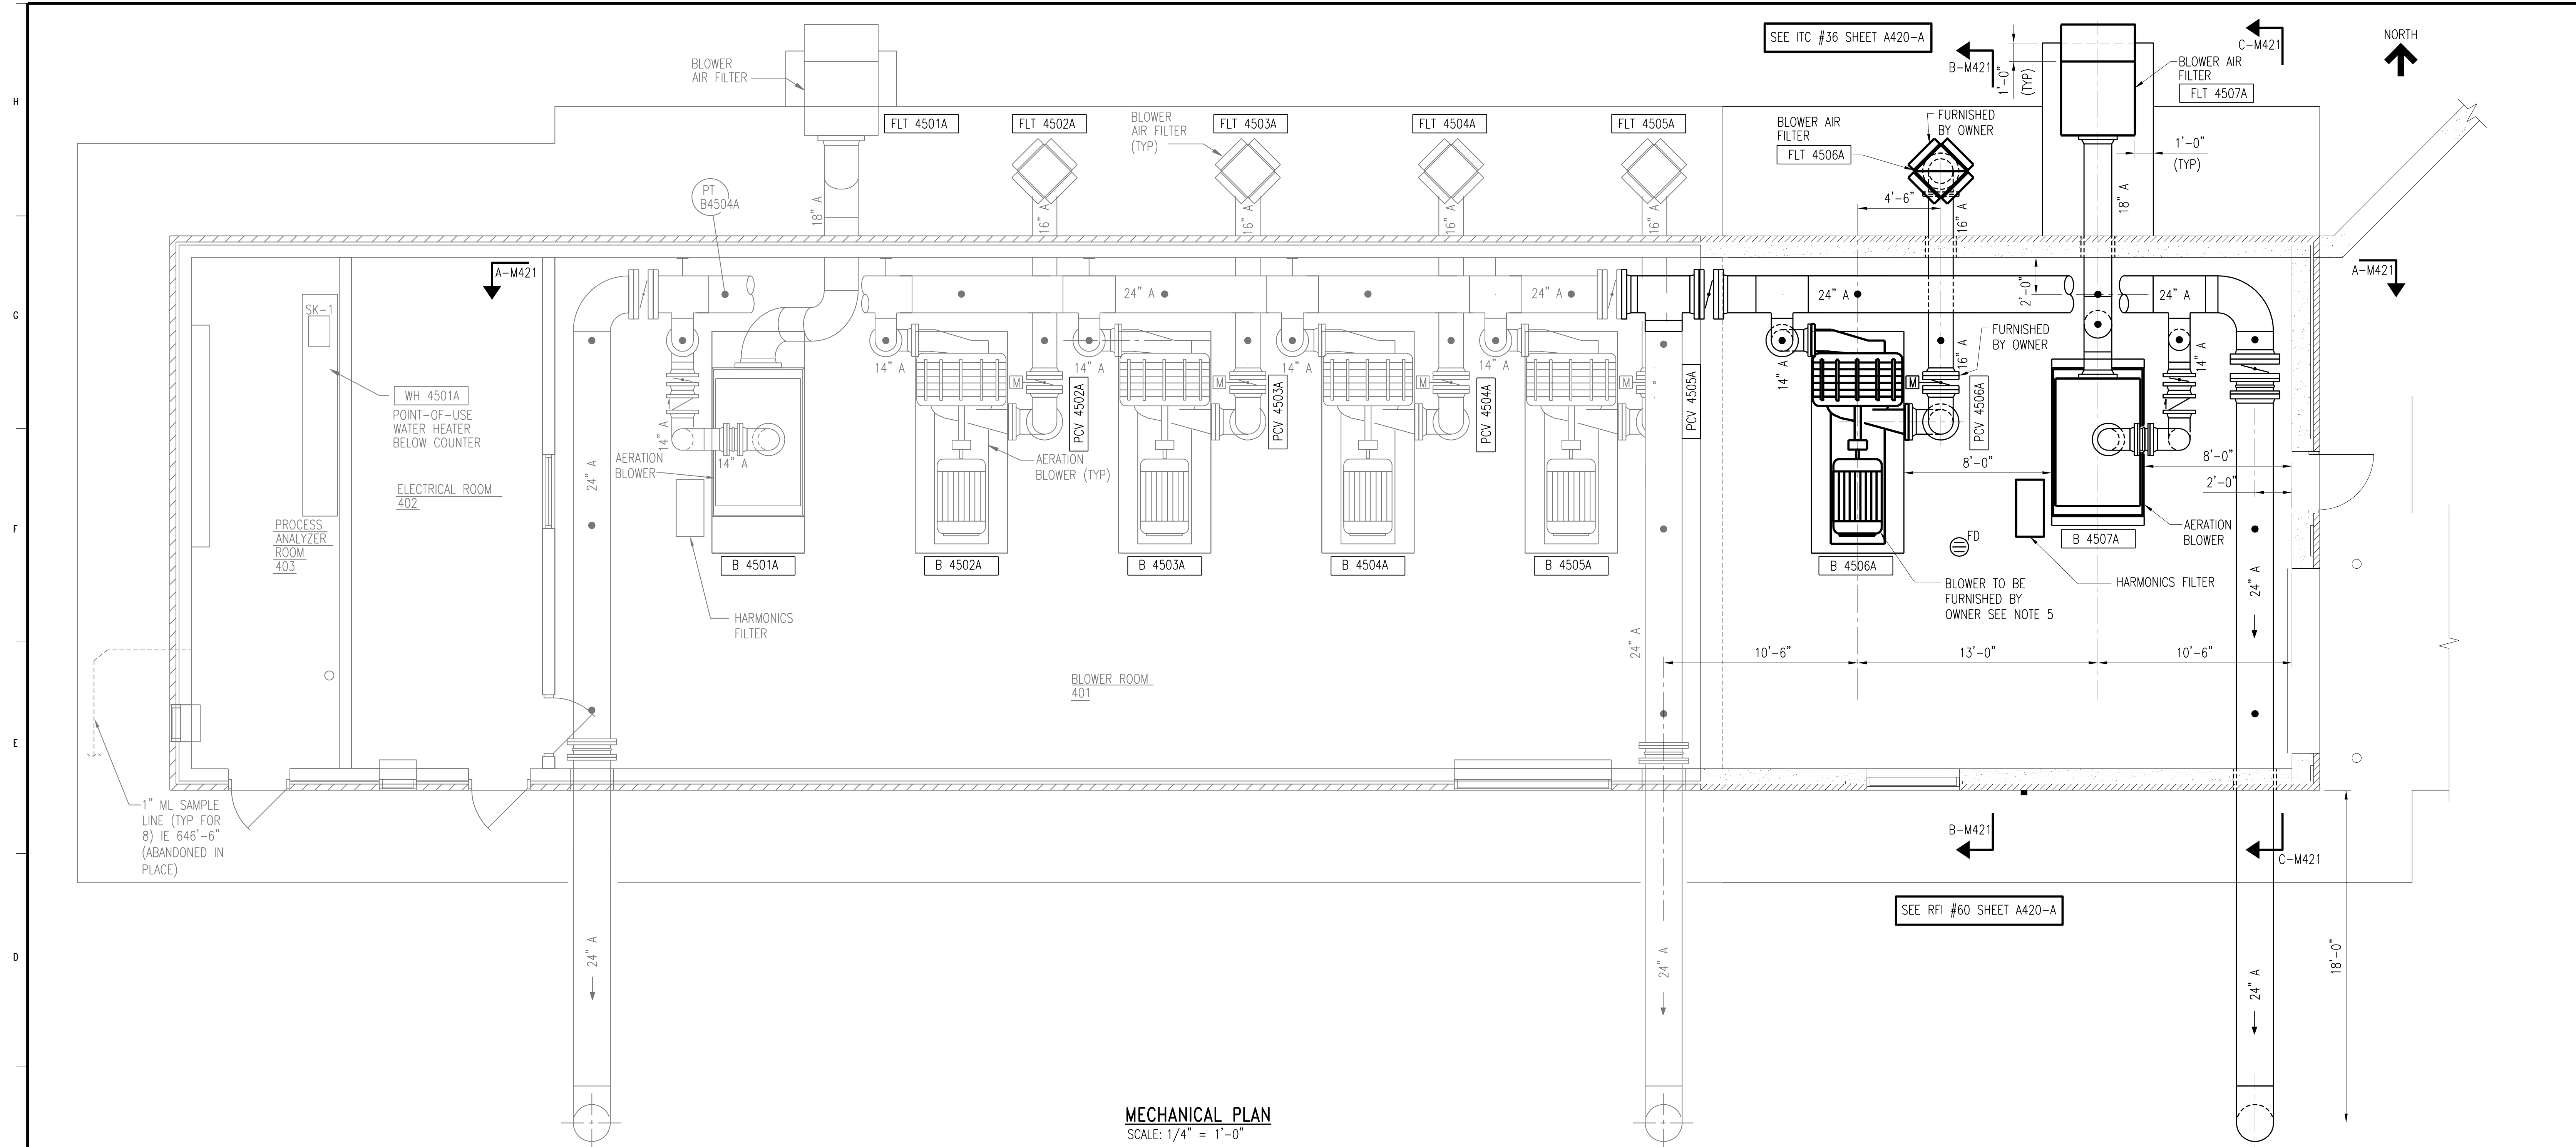 SEE ITC #36 SHEET A420-A
B-M421
C-M421
NORTH
1'-0"
(TYP)
BLOWER
AIR FILTER
BLOWER AIR
FILTER
FLT 4507A
H
FLT 4501A
FLT 4502A
BLOWER
AIR FILTER
(TYP)
FLT 4503A
FLT 4504A
FLT 4505A
BLOWER AIR
FILTER
FLT 4506A
FURNISHED
BY OWNER
1'-0"
(TYP)
PT
B4504A
18" A
16" A
16" A
16" A
16" A
4'-6"
16" A
18" A
A-M421
A-M421
G
SK-1
24" A
24" A
24" A
2'-0"
24" A
FURNISHED
BY OWNER
14" A
14" A
14" A
14" A
14" A
16" A
14" A
M
M
M
M
M
WH 4501A
POINT-OF-USE
WATER HEATER
BELOW COUNTER
PCV 4502A
PCV 4503A
PCV 4504A
PCV 4505A
PCV 4506A
14" A
AERATION
BLOWER
AERATION
BLOWER (TYP)
8'-0"
8'-0"
2'-0"
24" A
ELECTRICAL ROOM
402
F
PROCESS
ANALYZER
ROOM
403
FD
AERATION
BLOWER
B 4501A
B 4502A
B 4503A
B 4504A
B 4505A
B 4506A
B 4507A
HARMONICS FILTER
BLOWER TO BE
FURNISHED BY
OWNER SEE NOTE 5
24" A
HARMONICS
FILTER
24" A
10'-6"
13'-0"
10'-6"
BLOWER ROOM
401
E
1" ML SAMPLE
LINE (TYP FOR
8) IE 646'-6"
(ABANDONED IN
PLACE)
B-M421
C-M421
SEE RFI #60 SHEET A420-A
D
24" A
24" A
24" A
18'-0"
MECHANICAL PLAN
SCALE: 1/4" = 1'-0"